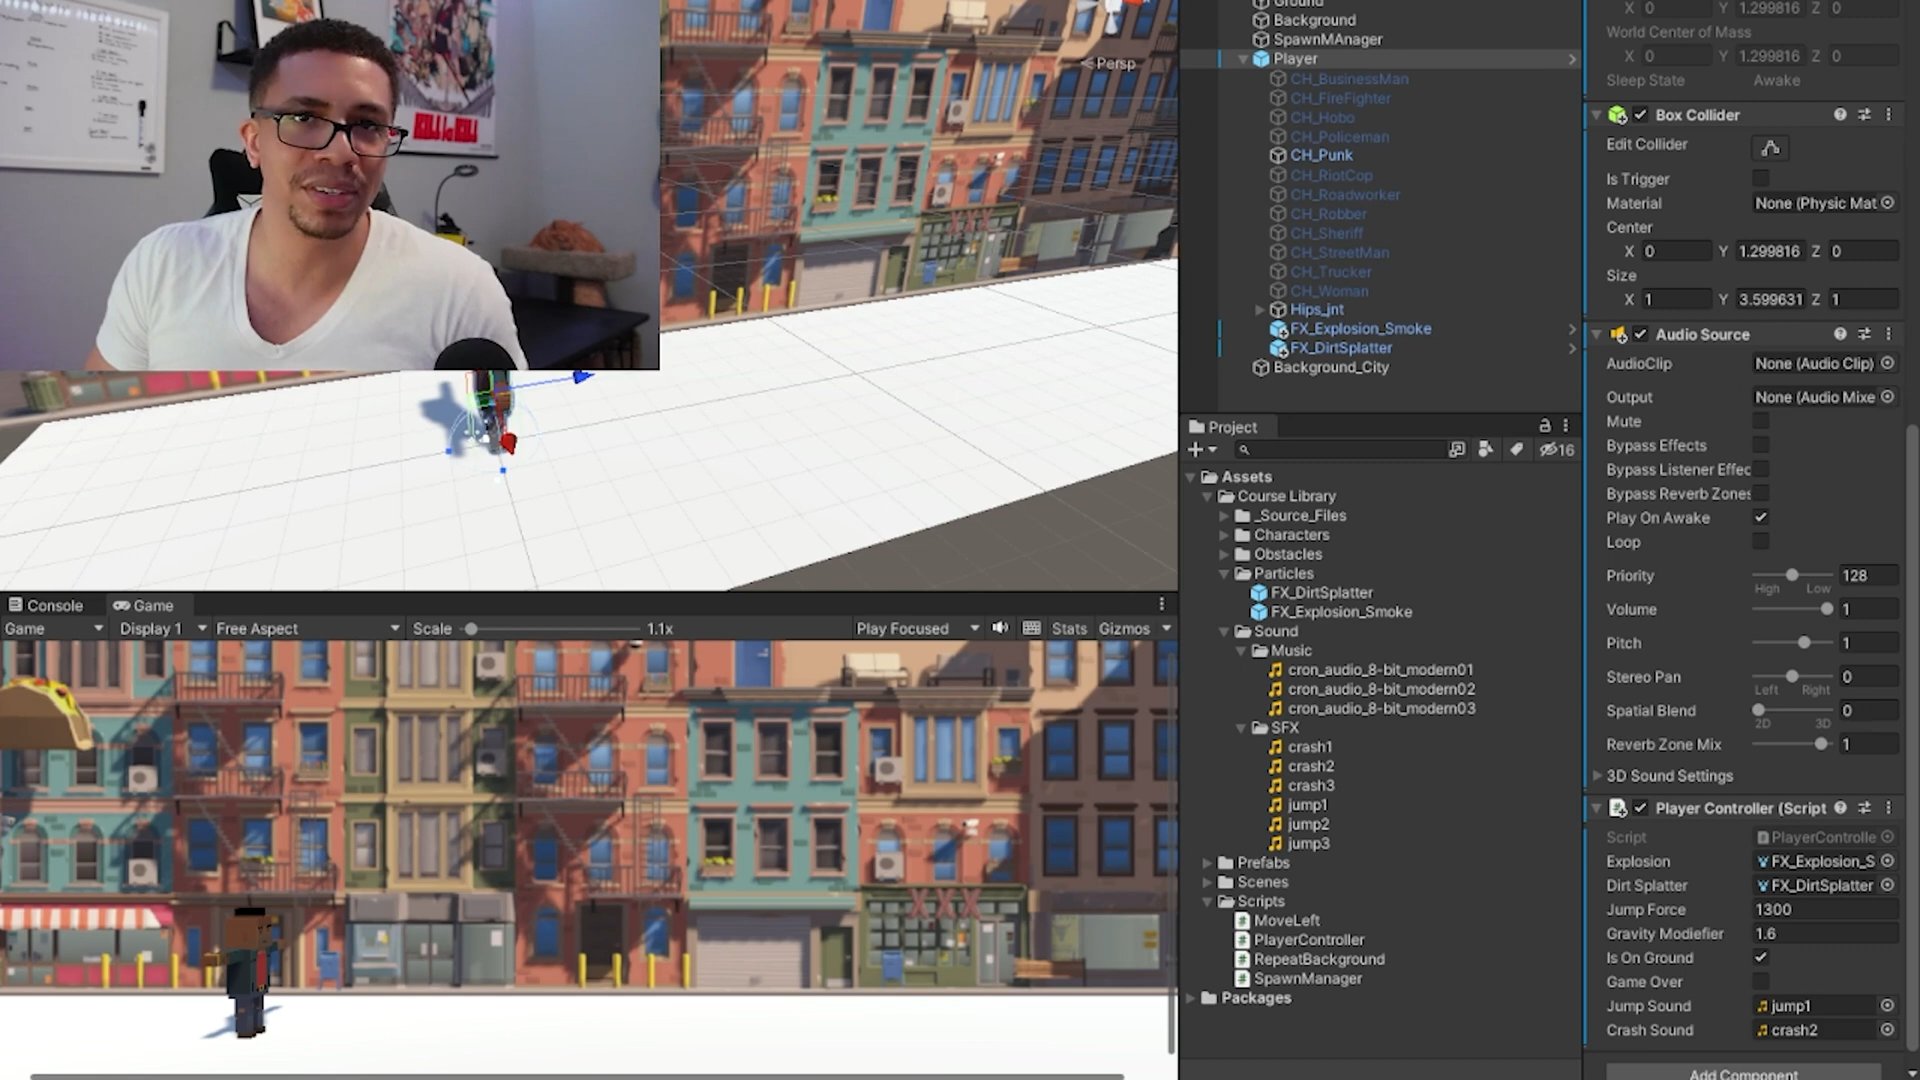 KILL la KILL
Persp
Console
Game
Game
Display 1
Free Aspect
Scale
1.1x
Play Focused
Stats
Gizmos
XXX
XXX
Ground
Background
SpawnMAnager
Player
CH_BusinessMan
CH_FireFighter
CH_Hobo
CH_Policeman
CH_Punk
CH_RiotCop
CH_Roadworker
CH_Robber
CH_Sheriff
CH_StreetMan
CH_Trucker
CH_Woman
Hips_jnt
FX_Explosion_Smoke
FX_DirtSplatter
Background_City
Project
16
Assets
Course Library
_Source_Files
Characters
Obstacles
Particles
FX_DirtSplatter
FX_Explosion_Smoke
Sound
Music
cron_audio_8-bit_modern01
cron_audio_8-bit_modern02
cron_audio_8-bit_modern03
SFX
crash1
crash2
crash3
jump1
jump2
jump3
Prefabs
Scenes
Scripts
MoveLeft
PlayerController
RepeatBackground
SpawnManager
Packages
X 0 Y 1.299816 Z 0
World Center of Mass
X 0 Y 1.299816 Z 0
Sleep State Awake
Box Collider
Edit Collider
Is Trigger
Material None (Physic Mat
Center
X 0 Y 1.299816 Z 0
Size
X 1 Y 3.599631 Z 1
Audio Source
AudioClip None (Audio Clip)
Output None (Audio Mixe
Mute
Bypass Effects
Bypass Listener Effec
Bypass Reverb Zones
Play On Awake
Loop
Priority 128
High Low
Volume 1
Pitch 1
Stereo Pan 0
Left Right
Spatial Blend 0
2D 3D
Reverb Zone Mix 1
3D Sound Settings
Player Controller (Script
Script PlayerControlle
Explosion FX_Explosion_S
Dirt Splatter FX_DirtSplatter
Jump Force 1300
Gravity Modiefier 1.6
Is On Ground
Game Over
Jump Sound jump1
Crash Sound crash2
Add Component